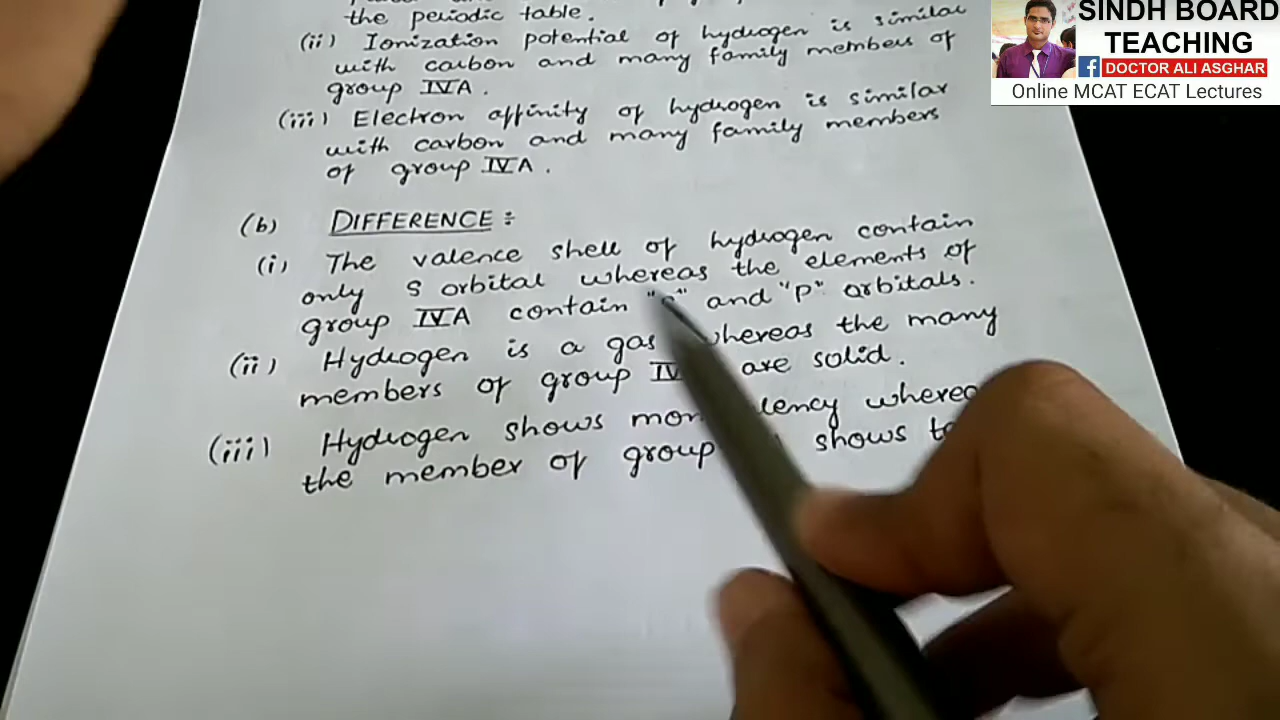 the periodic table.
(ii) Ionization potential of hydrogen is similar
with carbon and many family members of
group IVA.
(iii) Electron affinity of hydrogen is similar
with carbon and many family members
of group IVA.
(b) DIFFERENCE:
(i) The valence shell of hydrogen contain
only S orbital whereas the elements of
group IVA contain "s" and "P" orbitals.
(ii) Hydrogen is a gas whereas the many
members of group IV are solid.
(iii) Hydrogen shows
the member of group shows
SINDH BOARD
TEACHING
f DOCTOR ALI ASGHAR
Online MCAT ECAT Lectures